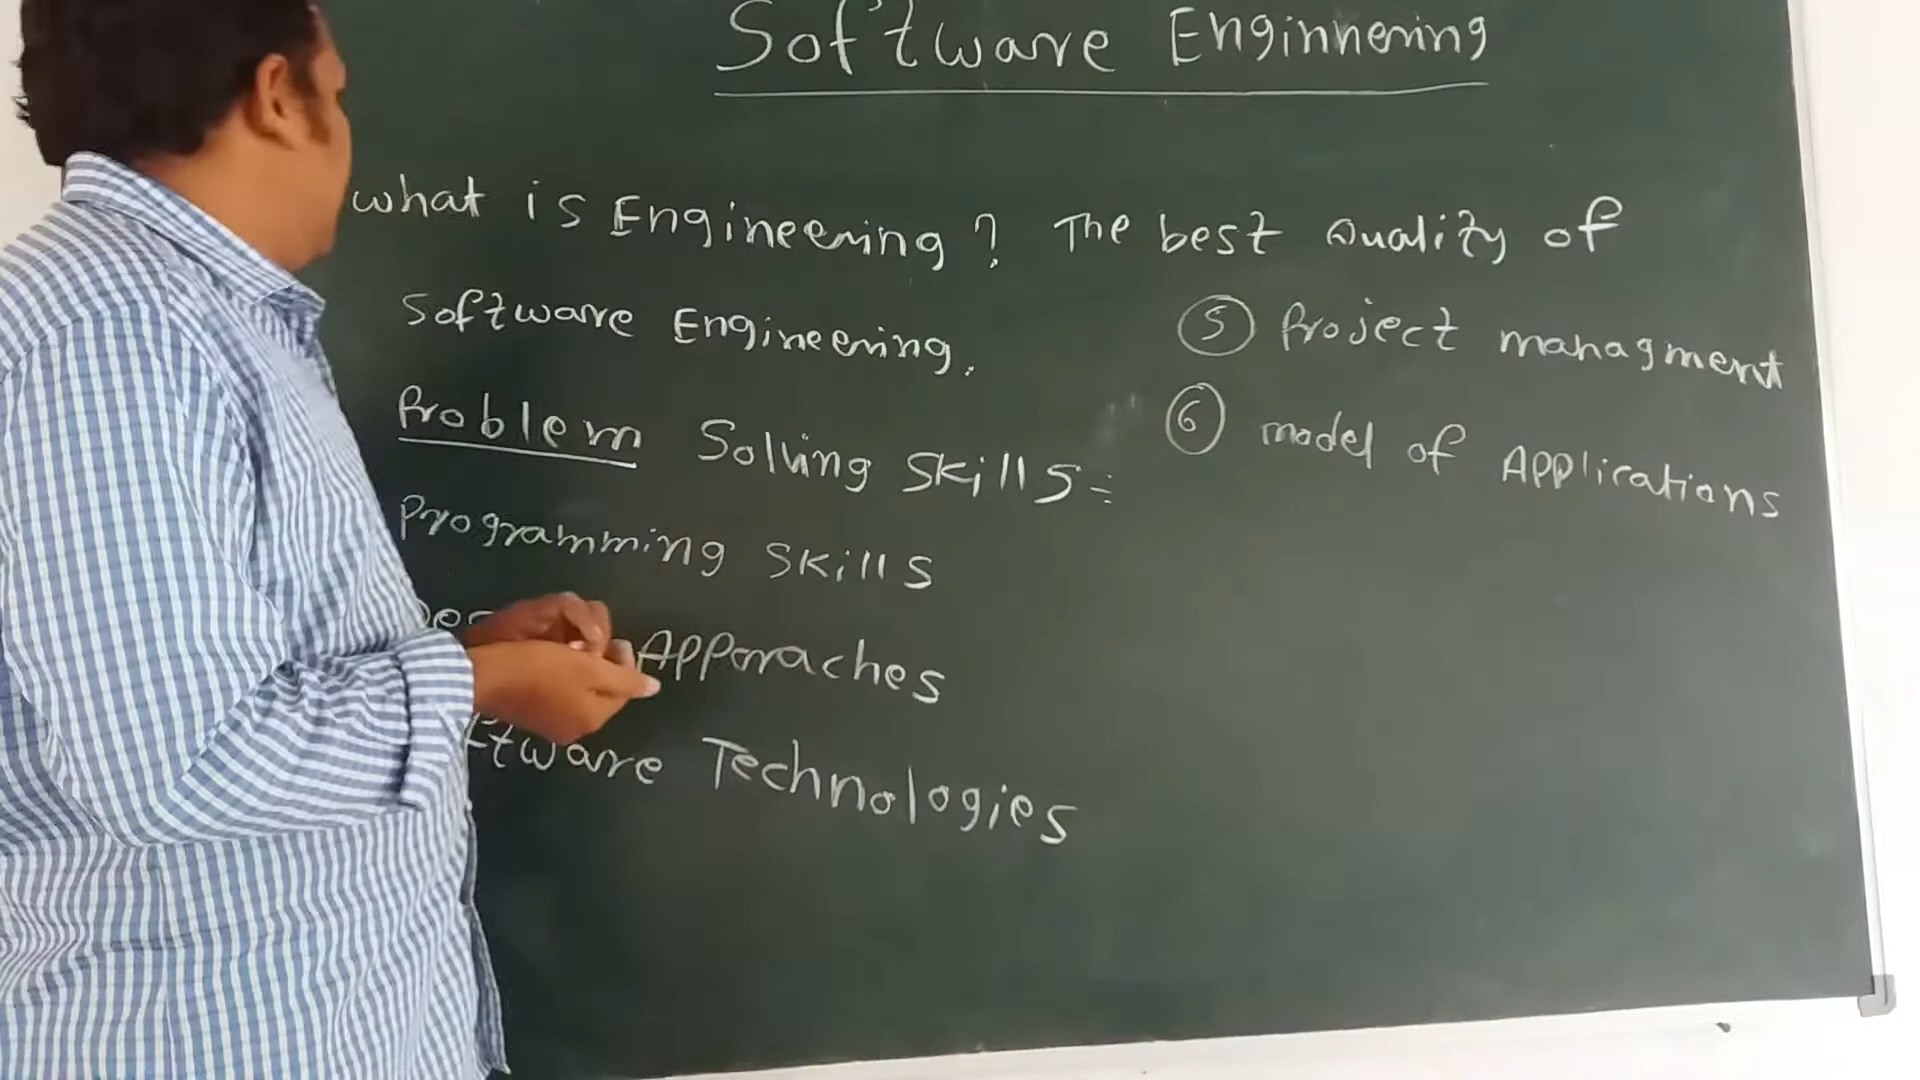 Software Enginnering
what is Engineering? The best Quality of
Software Engineering.
Problem Solving Skills=
Programming Skills
Apporaches
Technologies
5 Project managment
6 model of Applications